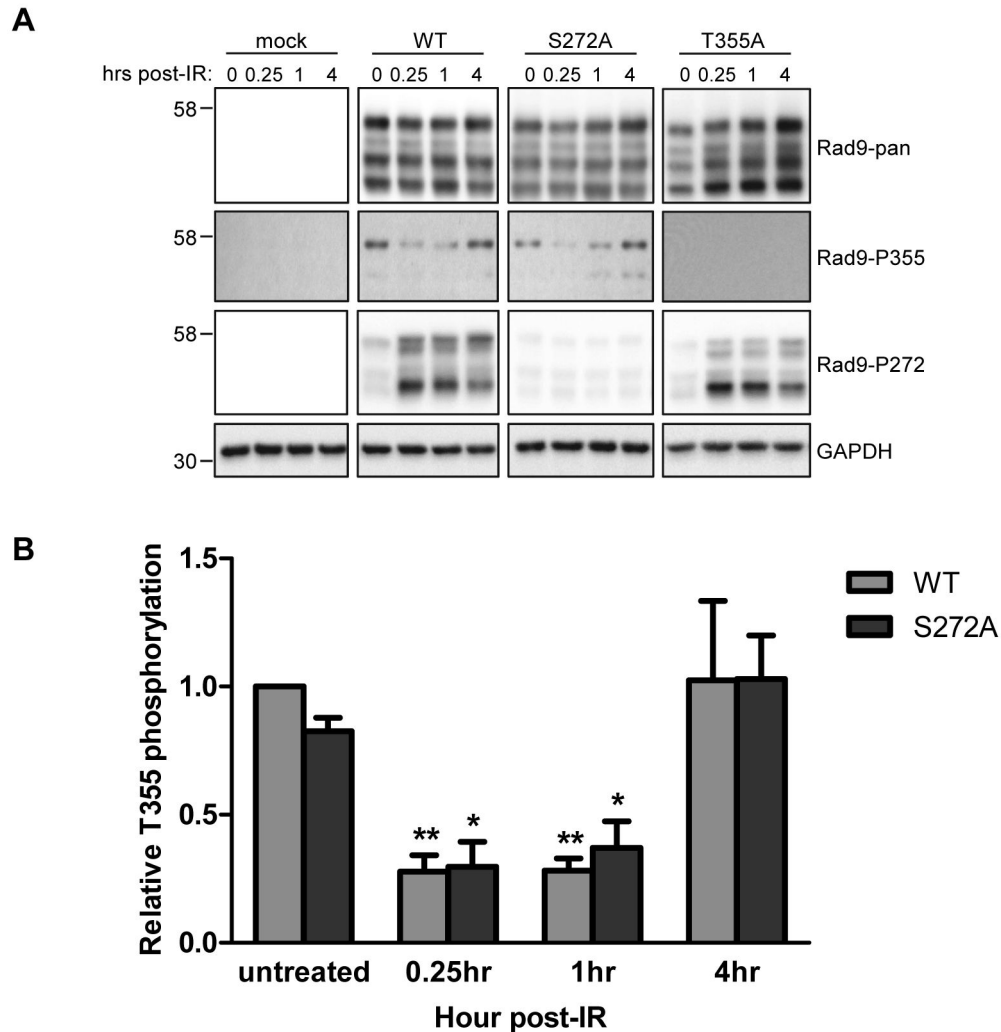 A
mock WT S272A T355A
hrs post-IR: 0 0.25 1 4 0 0.25 1 4 0 0.25 1 4 0 0.25 1 4
58
Rad9-pan
58
Rad9-P355
58
Rad9-P272
30
GAPDH
B
Relative T355 phosphorylation
1.5
1.0
0.5
0.0
** * ** *
WT
S272A
untreated 0.25hr 1hr 4hr
Hour post-IR